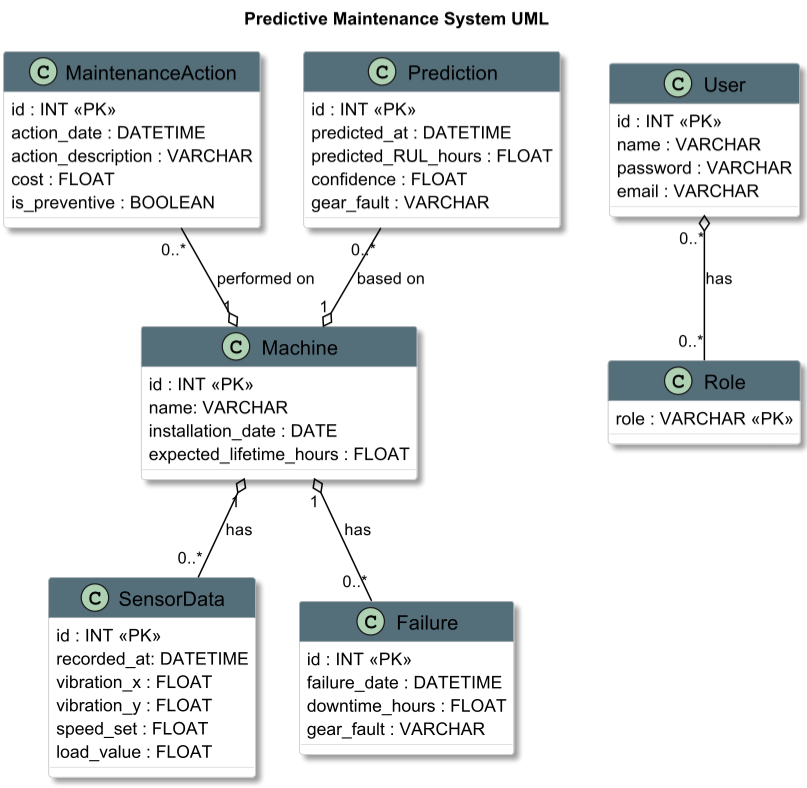 Predictive Maintenance System UML
C MaintenanceAction
id : INT «PK»
action_date : DATETIME
action_description : VARCHAR
cost : FLOAT
is_preventive : BOOLEAN
C Prediction
id : INT «PK»
predicted_at : DATETIME
predicted_RUL_hours : FLOAT
confidence : FLOAT
gear_fault : VARCHAR
C User
id : INT «PK»
name : VARCHAR
password : VARCHAR
email : VARCHAR
0..*
performed on
1
0..*
based on
1
0..*
has
0..*
C Machine
id : INT «PK»
name: VARCHAR
installation_date : DATE
expected_lifetime_hours : FLOAT
C Role
role : VARCHAR «PK»
1
has
0..*
1
has
0..*
C SensorData
id : INT «PK»
recorded_at: DATETIME
vibration_x : FLOAT
vibration_y : FLOAT
speed_set : FLOAT
load_value : FLOAT
C Failure
id : INT «PK»
failure_date : DATETIME
downtime_hours : FLOAT
gear_fault : VARCHAR